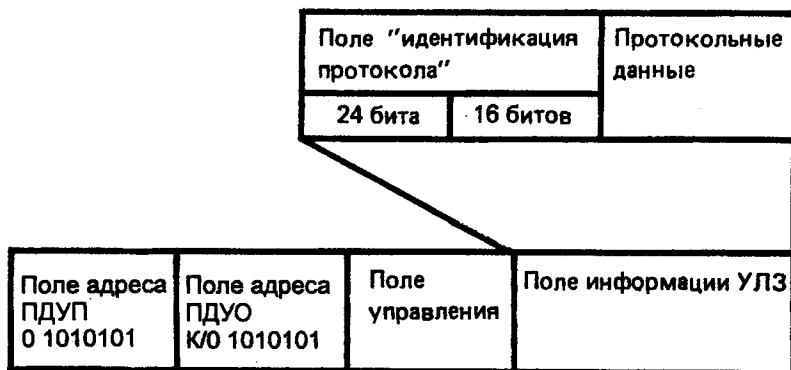 Поле "идентификация
протокола"
Протокольные
данные
24 бита
16 битов
Поле адреса
ПДУП
0 1010101
Поле адреса
ПДУО
К/0 1010101
Поле
управления
Поле информации УЛЗ